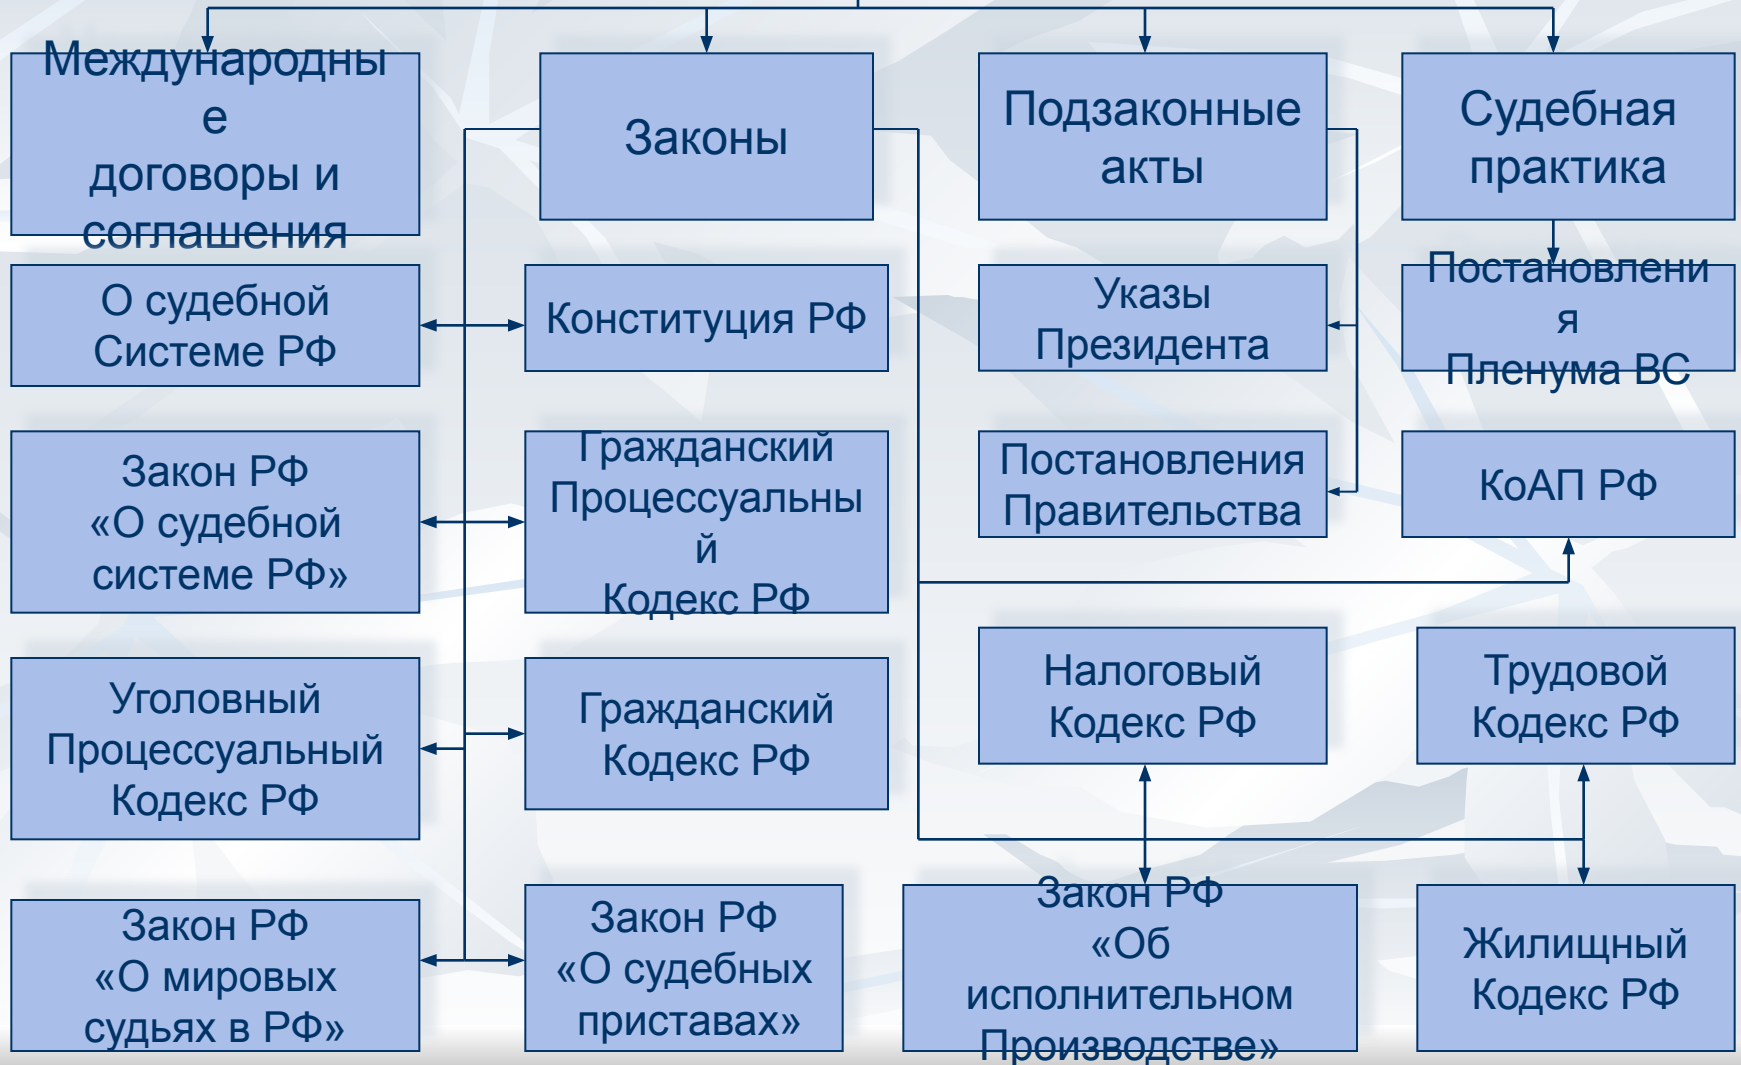 Международны
е
договоры и
соглашения
Законы
Подзаконные
акты
Судебная
практика
О судебной
Системе РФ
Конституция РФ
Указы
Президента
Постановлени
я
Пленума ВС
Закон РФ
«О судебной
системе РФ»
Гражданский
Процессуальны
й
Кодекс РФ
Постановления
Правительства
КоАП РФ
Уголовный
Процессуальный
Кодекс РФ
Гражданский
Кодекс РФ
Налоговый
Кодекс РФ
Трудовой
Кодекс РФ
Закон РФ
«О мировых
судьях в РФ»
Закон РФ
«О судебных
приставах»
Закон РФ
«Об
исполнительном
Производстве»
Жилищный
Кодекс РФ